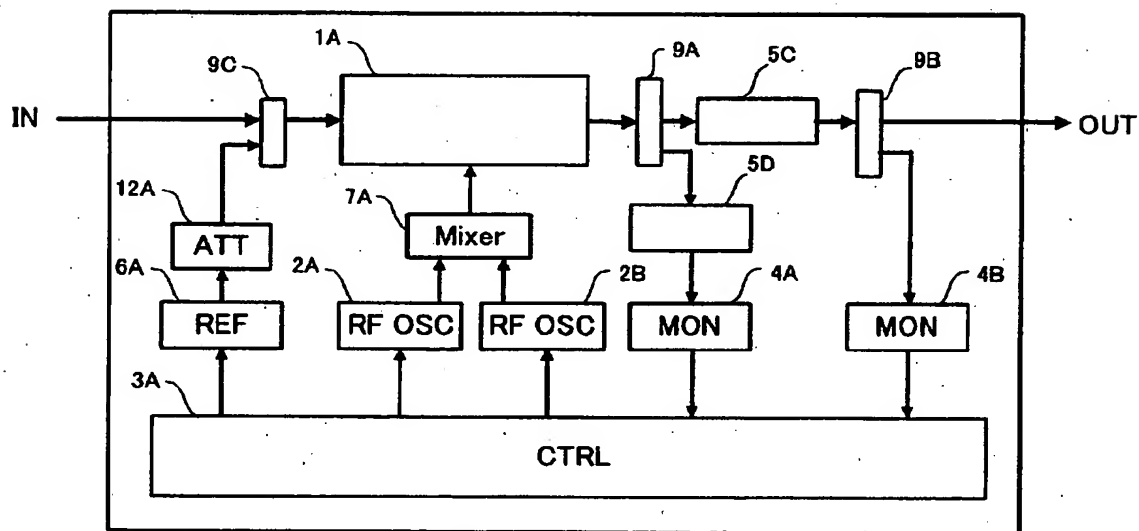 1A
9C
9A
5C
9B
IN
OUT
12A
5D
7A
ATT
Mixer
6A
2A
2B
4A
4B
REF
RF OSC
RF OSC
MON
MON
3A
CTRL